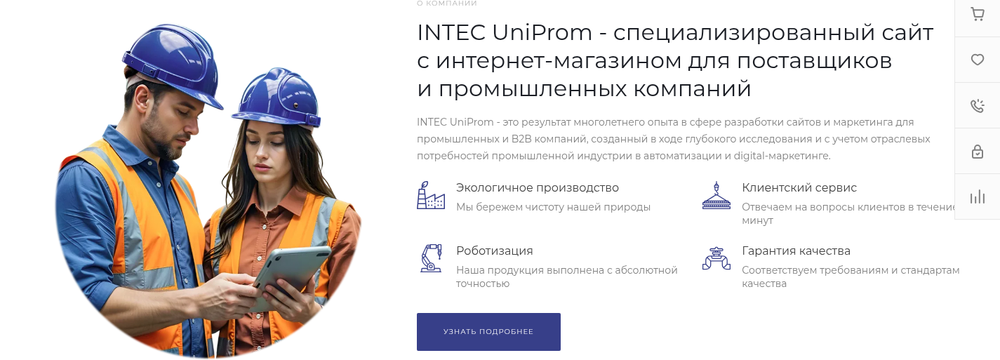 О КОМПАНИИ
INTEC UniProm - специализированный сайт
с интернет-магазином для поставщиков
и промышленных компаний
INTEC UniProm - это результат многолетнего опыта в сфере разработки сайтов и маркетинга для
промышленных и B2B компаний, созданный в ходе глубокого исследования и с учетом отраслевых
потребностей промышленной индустрии в автоматизации и digital-маркетинге.
Экологичное производство
Мы бережем чистоту нашей природы
Клиентский сервис
Отвечаем на вопросы клиентов в течение
минут
Роботизация
Наша продукция выполнена с абсолютной
точностью
Гарантия качества
Соответствуем требованиям и стандартам
качества
УЗНАТЬ ПОДРОБНЕЕ